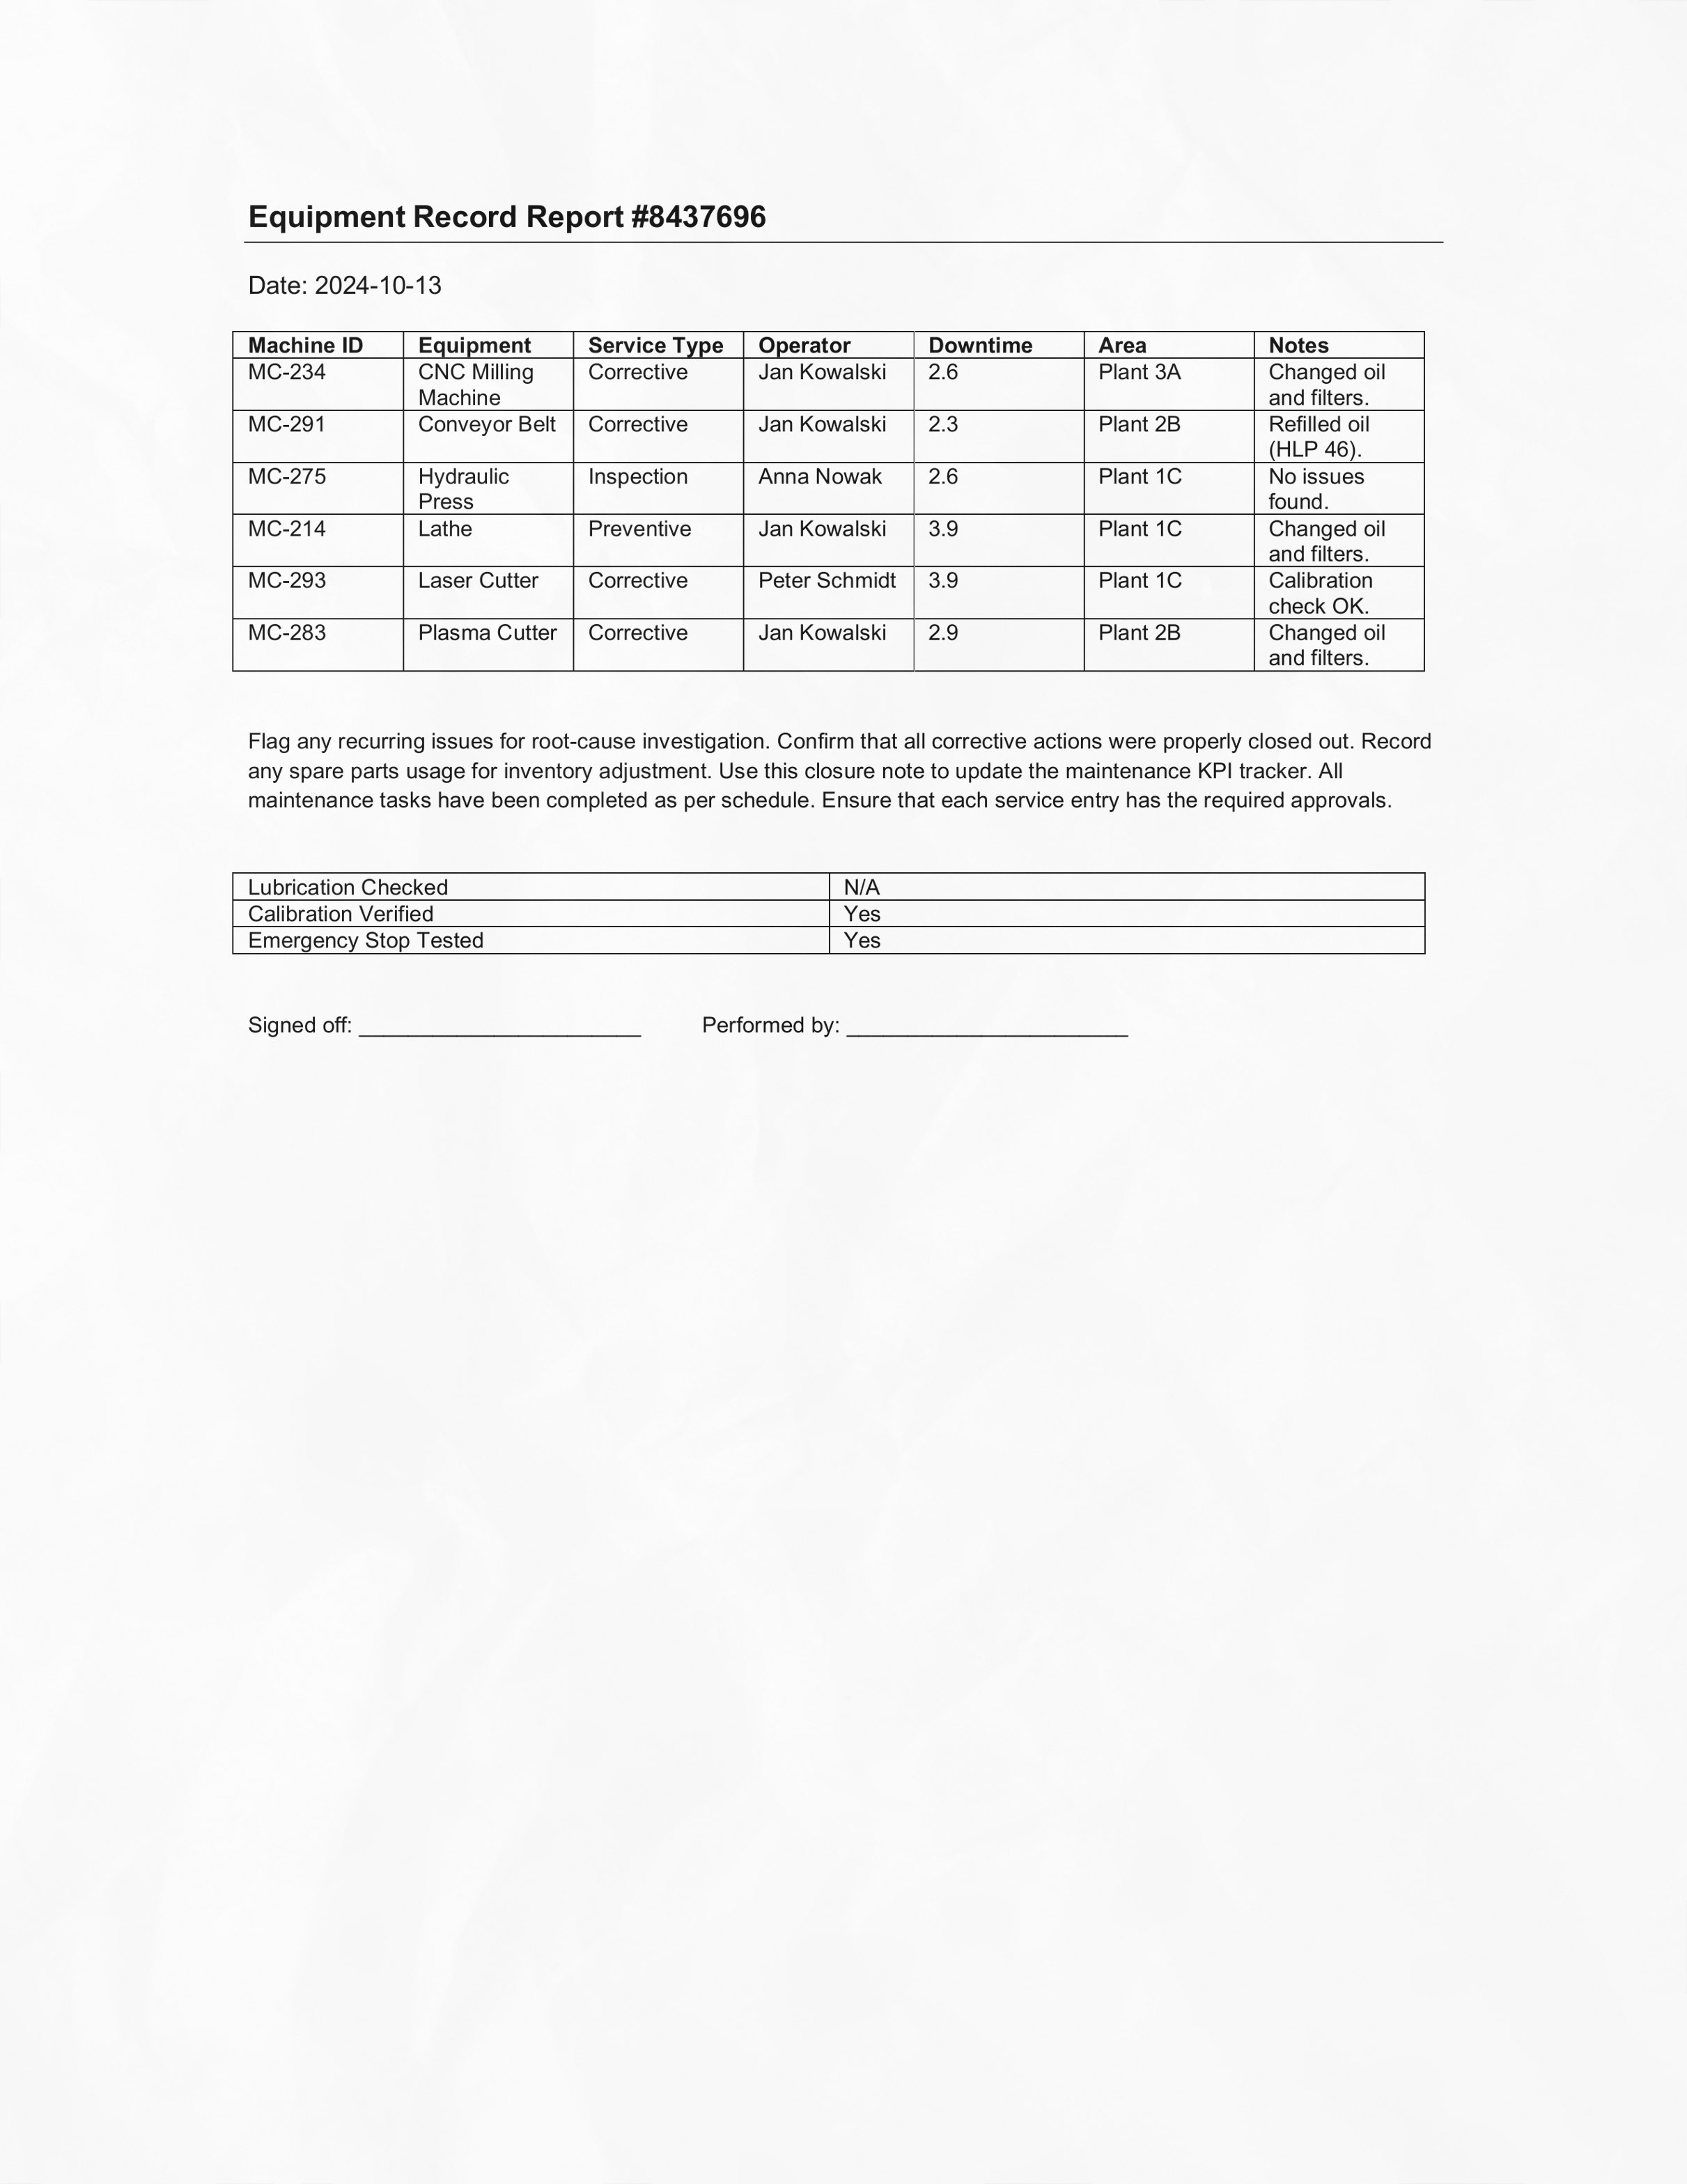 Equipment Record Report #8437696
Date: 2024-10-13
Machine ID Equipment Service Type Operator Downtime Area Notes
MC-234 CNC Milling Machine Corrective Jan Kowalski 2.6 Plant 3A Changed oil and filters.
MC-291 Conveyor Belt Corrective Jan Kowalski 2.3 Plant 2B Refilled oil (HLP 46).
MC-275 Hydraulic Press Inspection Anna Nowak 2.6 Plant 1C No issues found.
MC-214 Lathe Preventive Jan Kowalski 3.9 Plant 1C Changed oil and filters.
MC-293 Laser Cutter Corrective Peter Schmidt 3.9 Plant 1C Calibration check OK.
MC-283 Plasma Cutter Corrective Jan Kowalski 2.9 Plant 2B Changed oil and filters.
Flag any recurring issues for root-cause investigation. Confirm that all corrective actions were properly closed out. Record
any spare parts usage for inventory adjustment. Use this closure note to update the maintenance KPI tracker. All
maintenance tasks have been completed as per schedule. Ensure that each service entry has the required approvals.
Lubrication Checked N/A
Calibration Verified Yes
Emergency Stop Tested Yes
Signed off: _______________________ Performed by: _______________________